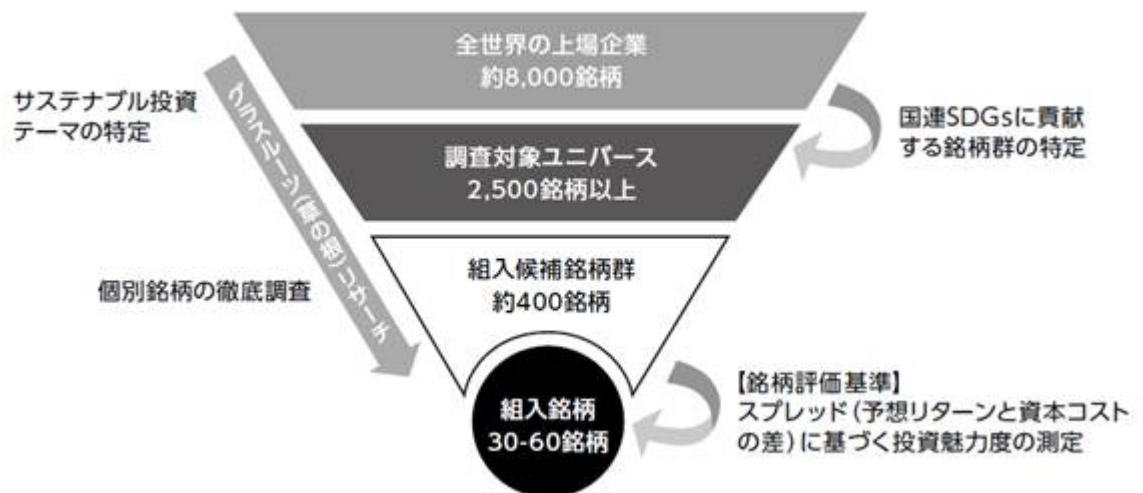 全世界の上場企業
約8,000銘柄
サステナブル投資
テーマの特定
グラスルーツ(草の根)リサーチ
国連SDGsに貢献
する銘柄群の特定
調査対象ユニバース
2,500銘柄以上
組入候補銘柄群
約400銘柄
個別銘柄の徹底調査
組入銘柄
30-60銘柄
【銘柄評価基準】
スプレッド(予想リターンと資本コスト
の差)に基づく投資魅力度の測定